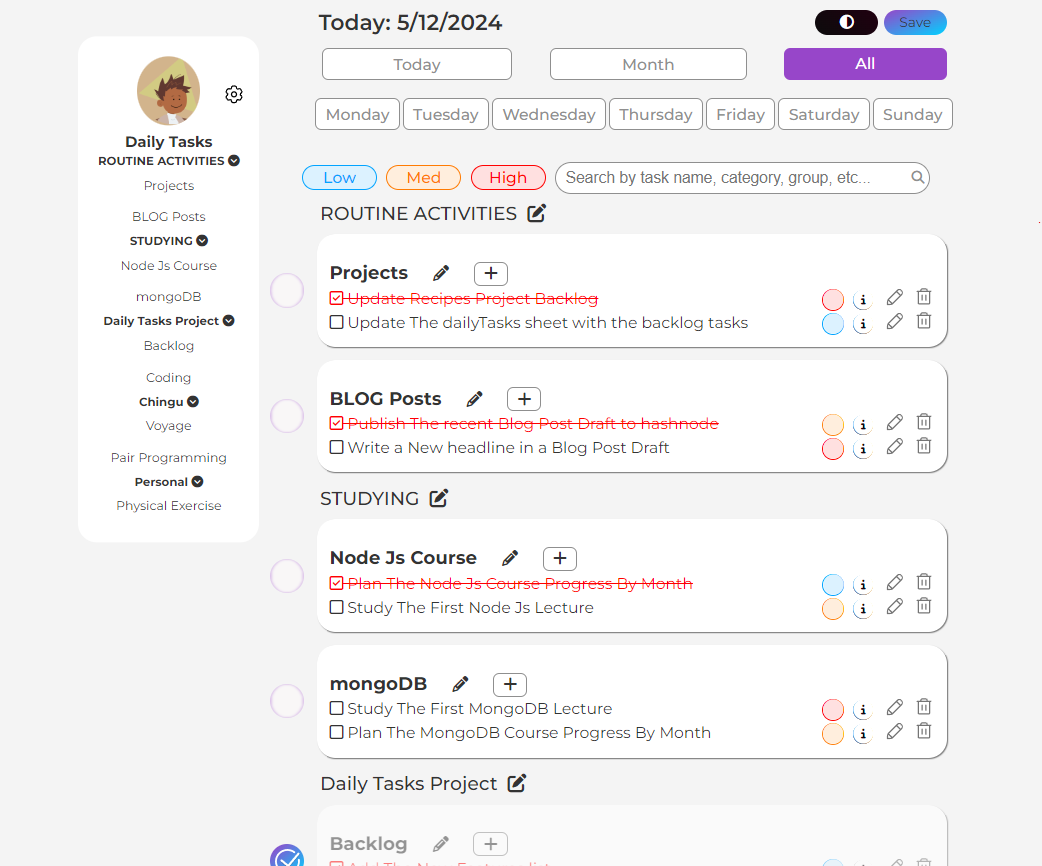 Today: 5/12/2024
Save
Today
Month
All
Monday
Tuesday
Wednesday
Thursday
Friday
Saturday
Sunday
Daily Tasks
ROUTINE ACTIVITIES
Projects
BLOG Posts
STUDYING
Node Js Course
mongoDB
Daily Tasks Project
Backlog
Coding
Chingu
Voyage
Pair Programming
Personal
Physical Exercise
Low
Med
High
Search by task name, category, group, etc...
ROUTINE ACTIVITIES
Projects
Update Recipes Project Backlog
Update The dailyTasks sheet with the backlog tasks
BLOG Posts
Publish The recent Blog Post Draft to hashnode
Write a New headline in a Blog Post Draft
STUDYING
Node Js Course
Plan The Node Js Course Progress By Month
Study The First Node Js Lecture
mongoDB
Study The First MongoDB Lecture
Plan The MongoDB Course Progress By Month
Daily Tasks Project
Backlog
Add The New Features list